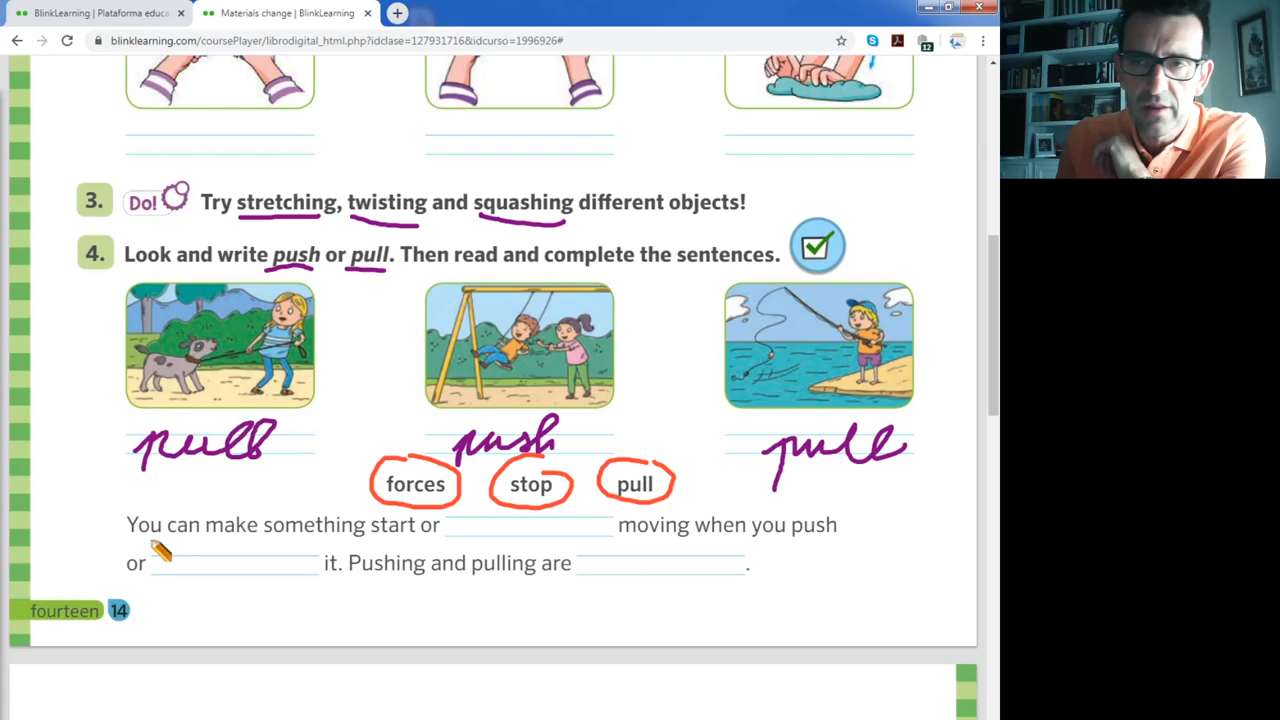 BlinkLearning | Plataforma educa
Materials change | BlinkLearning
blinklearning.com/coursePlayer/librodigital_html.php?idclase=127931716&idcurso=1996926#
12
3. Do! Try stretching, twisting and squashing different objects!
4. Look and write push or pull. Then read and complete the sentences.
pull push pull
forces stop pull
You can make something start or moving when you push
or it. Pushing and pulling are .
fourteen 14